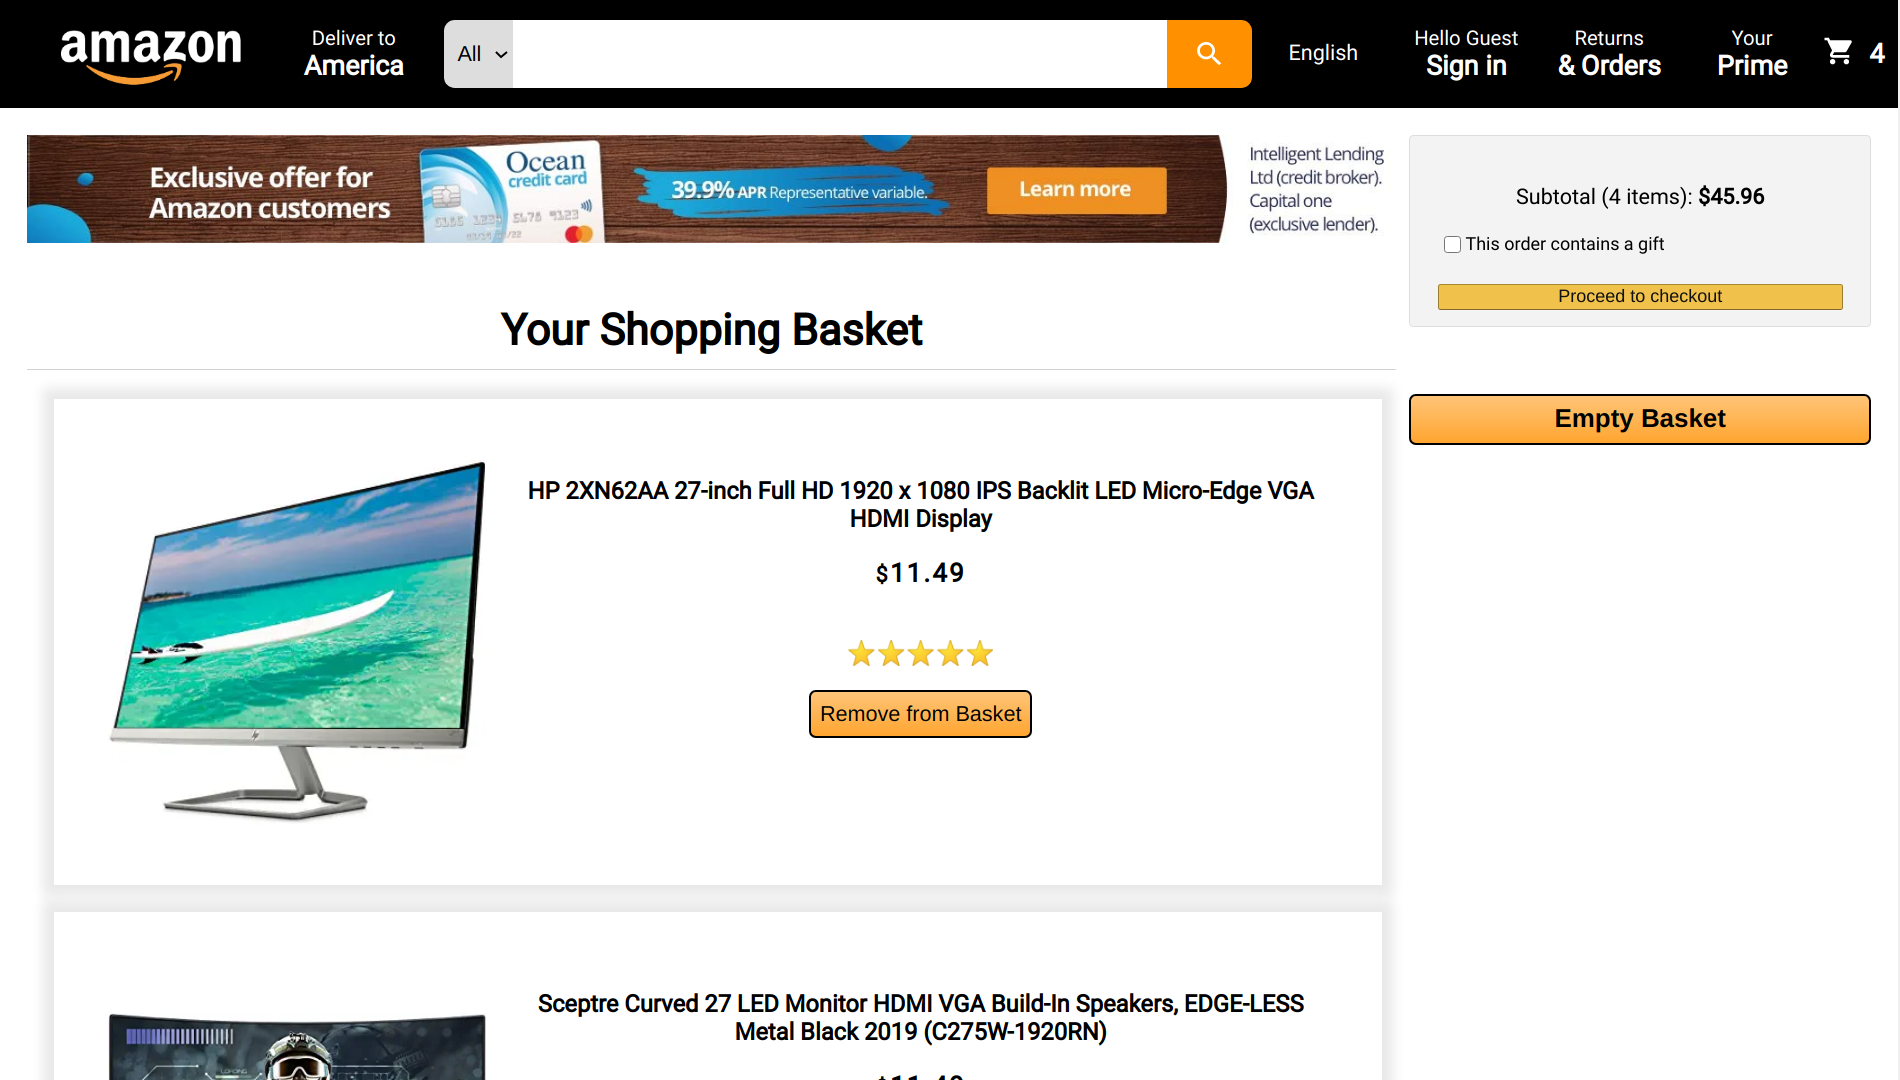 amazon
Deliver to
America
All
English
Hello Guest
Sign in
Returns
& Orders
Your
Prime
4
Exclusive offer for
Amazon customers
Ocean
credit card
39.9% APR Representative variable.
Learn more
Intelligent Lending
Ltd (credit broker).
Capital one
(exclusive lender).
Subtotal (4 items): $45.96
This order contains a gift
Proceed to checkout
Your Shopping Basket
Empty Basket
HP 2XN62AA 27-inch Full HD 1920 x 1080 IPS Backlit LED Micro-Edge VGA
HDMI Display
$11.49
Remove from Basket
Sceptre Curved 27 LED Monitor HDMI VGA Build-In Speakers, EDGE-LESS
Metal Black 2019 (C275W-1920RN)